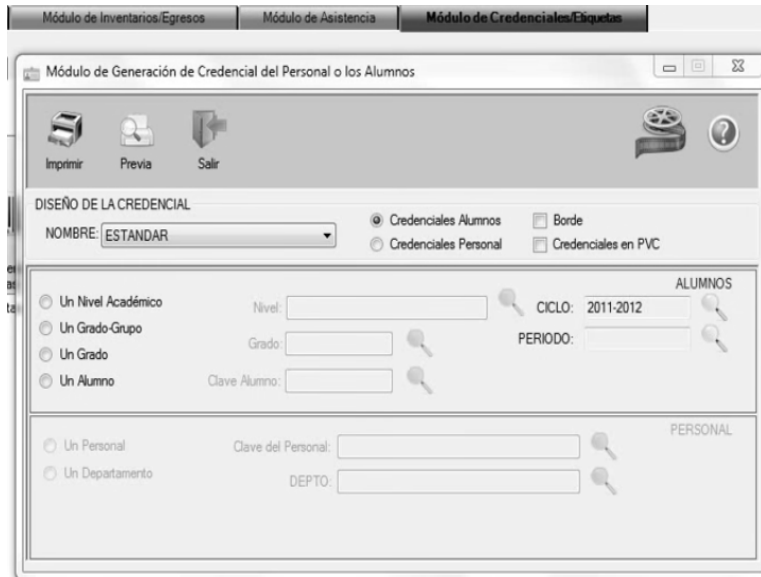 Módulo de Inventarios/Egresos Módulo de Asistencia Módulo de Credenciales/Etiquetas
Módulo de Generación de Credencial del Personal o los Alumnos
Imprimir Previa Salir
DISEÑO DE LA CREDENCIAL
NOMBRE: ESTANDAR
Credenciales Alumnos Borde
Credenciales Personal Credenciales en PVC
ALUMNOS
Un Nivel Académico Nivel: CICLO: 2011-2012
Un Grado-Grupo
Un Grado Grado: PERIODO:
Un Alumno Clave Alumno:
PERSONAL
Un Personal Clave del Personal:
Un Departamento DEPTO: